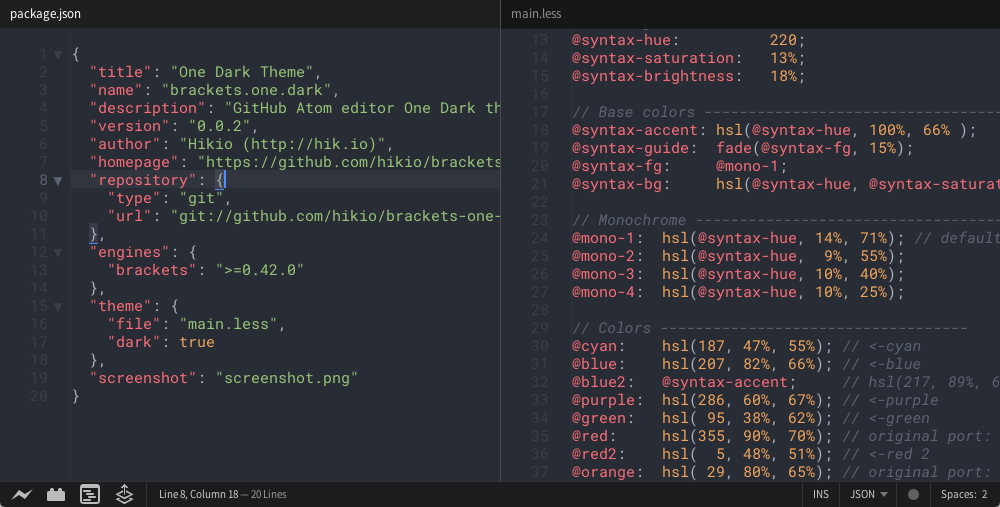 package.json
1 {
2 "title": "One Dark Theme",
3 "name": "brackets.one.dark",
4 "description": "GitHub Atom editor One Dark th
5 "version": "0.0.2",
6 "author": "Hikio (http://hik.io)",
7 "homepage": "https://github.com/hikio/brackets
8 "repository": {
9 "type": "git",
10 "url": "git://github.com/hikio/brackets-one-
11 },
12 "engines": {
13 "brackets": ">=0.42.0"
14 },
15 "theme": {
16 "file": "main.less",
17 "dark": true
18 },
19 "screenshot": "screenshot.png"
20 }
main.less
13 @syntax-hue: 220;
14 @syntax-saturation: 13%;
15 @syntax-brightness: 18%;
16
17 // Base colors ---------------------------------
18 @syntax-accent: hsl(@syntax-hue, 100%, 66% );
19 @syntax-guide: fade(@syntax-fg, 15%);
20 @syntax-fg: @mono-1;
21 @syntax-bg: hsl(@syntax-hue, @syntax-saturat
22
23 // Monochrome ----------------------------------
24 @mono-1: hsl(@syntax-hue, 14%, 71%); // default
25 @mono-2: hsl(@syntax-hue, 9%, 55%);
26 @mono-3: hsl(@syntax-hue, 10%, 40%);
27 @mono-4: hsl(@syntax-hue, 10%, 25%);
28
29 // Colors ----------------------------------
30 @cyan: hsl(187, 47%, 55%); // <-cyan
31 @blue: hsl(207, 82%, 66%); // <-blue
32 @blue2: @syntax-accent; // hsl(217, 89%, 6
33 @purple: hsl(286, 60%, 67%); // <-purple
34 @green: hsl( 95, 38%, 62%); // <-green
35 @red: hsl(355, 90%, 70%); // original port:
36 @red2: hsl( 5, 48%, 51%); // <-red 2
37 @orange: hsl( 29, 80%, 65%); // original port:
Line 8, Column 18 — 20 Lines
INS JSON Spaces: 2